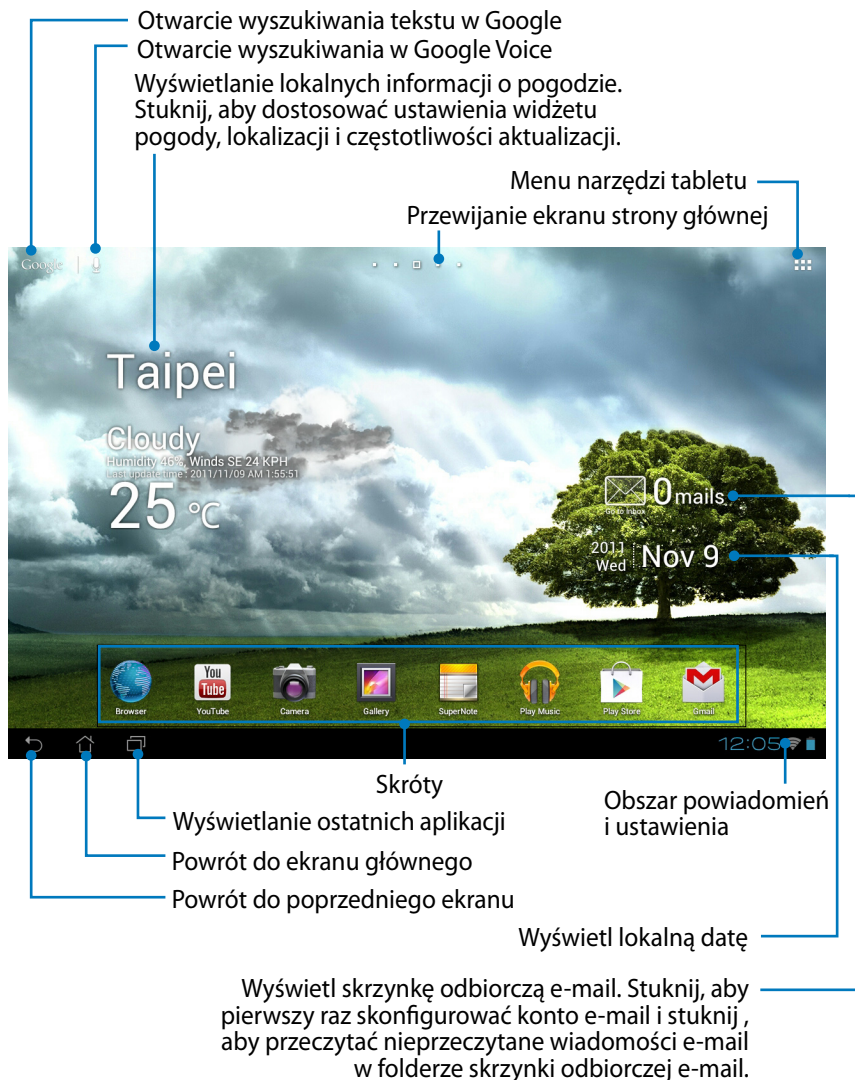 Otwarcie wyszukiwania tekstu w Google
Otwarcie wyszukiwania w Google Voice
Wyświetlanie lokalnych informacji o pogodzie.
Stuknij, aby dostosować ustawienia widżetu
pogody, lokalizacji i częstotliwości aktualizacji.
Menu narzędzi tabletu
Przewijanie ekranu strony głównej
Google
Taipei
Cloudy
Humidity 46%, Winds SE 24 KPH
Last update time : 2011/11/09 AM 1:55:51
25 °C
0 mails
Go to Inbox
2011
Wed
Nov 9
You
Tube
Browser
YouTube
Camera
Gallery
SuperNote
Play Music
Play Store
Gmail
12:05
Skróty
Obszar powiadomień
i ustawienia
Wyświetlanie ostatnich aplikacji
Powrót do ekranu głównego
Powrót do poprzedniego ekranu
Wyświetl lokalną datę
Wyświetl skrzynkę odbiorczą e-mail. Stuknij, aby
pierwszy raz skonfigurować konto e-mail i stuknij ,
aby przeczytać nieprzeczytane wiadomości e-mail
w folderze skrzynki odbiorczej e-mail.